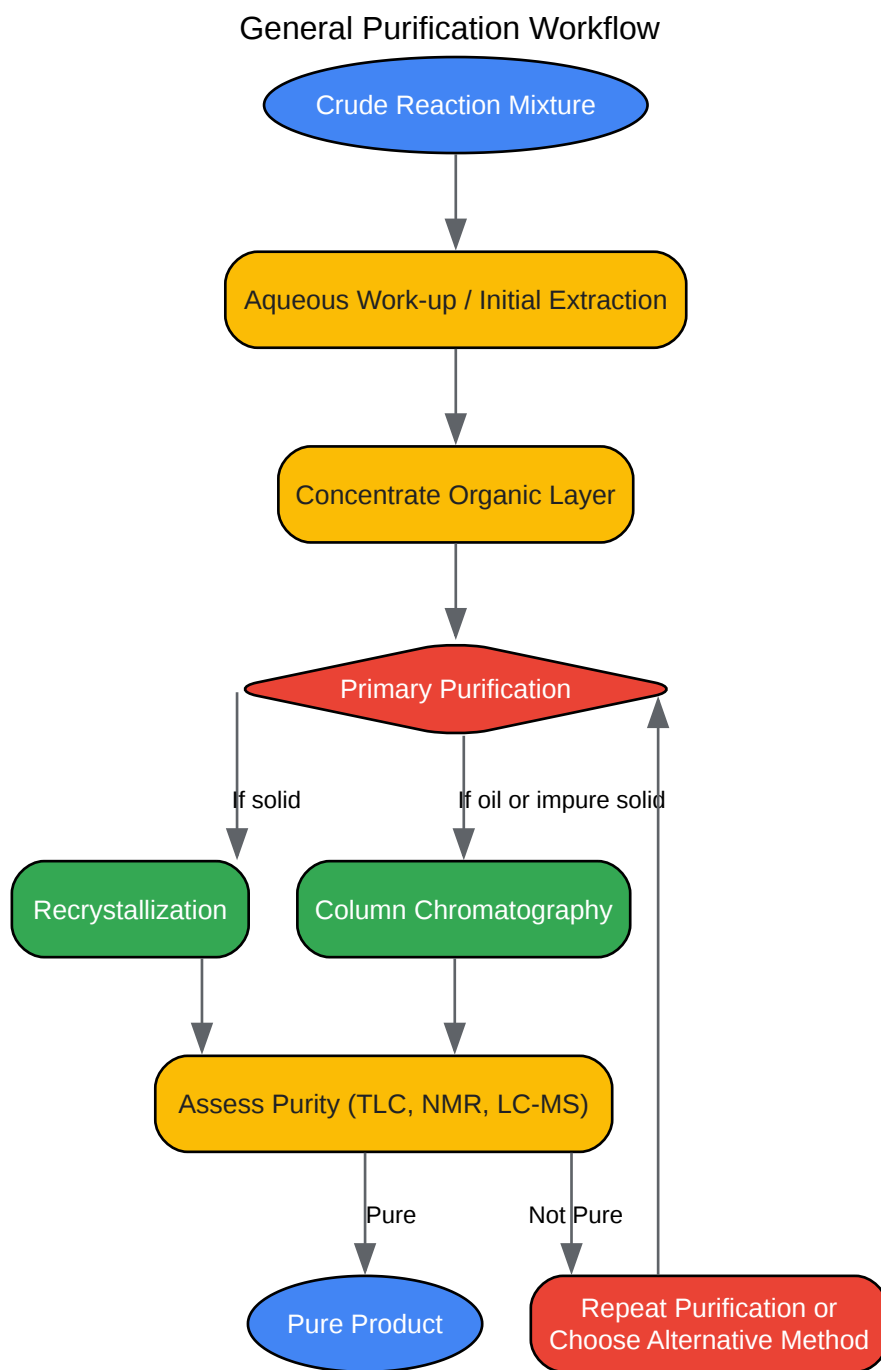 General Purification Workflow
Crude Reaction Mixture
Aqueous Work-up / Initial Extraction
Concentrate Organic Layer
Primary Purification
If solid
If oil or impure solid
Recrystallization
Column Chromatography
Assess Purity (TLC, NMR, LC-MS)
Pure
Not Pure
Pure Product
Repeat Purification or
Choose Alternative Method